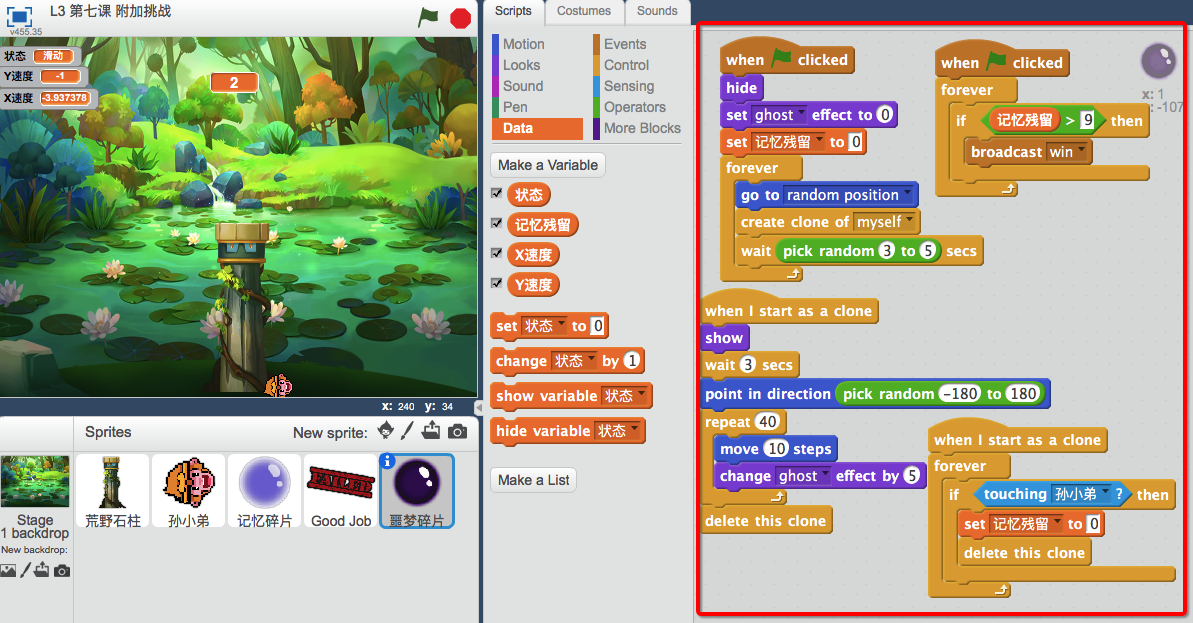 L3 第七课 附加挑战
v455.35
状态 滑动
Y速度 -1
X速度 -3.937378
2
x: 240 y: 34
Sprites
New sprite:
Stage
1 backdrop
New backdrop:
荒野石柱
孙小弟
记忆碎片
FAILED
Good Job
噩梦碎片
Scripts
Costumes
Sounds
Motion
Looks
Sound
Pen
Data
Events
Control
Sensing
Operators
More Blocks
Make a Variable
状态
记忆残留
X速度
Y速度
set 状态 to 0
change 状态 by 1
show variable 状态
hide variable 状态
Make a List
when clicked
hide
set ghost effect to 0
set 记忆残留 to 0
forever
go to random position
create clone of myself
wait pick random 3 to 5 secs
when clicked
forever
if 记忆残留 > 9 then
broadcast win
x: 1
: -107
when I start as a clone
show
wait 3 secs
point in direction pick random -180 to 180
repeat 40
move 10 steps
change ghost effect by 5
delete this clone
when I start as a clone
forever
if touching 孙小弟 ? then
set 记忆残留 to 0
delete this clone